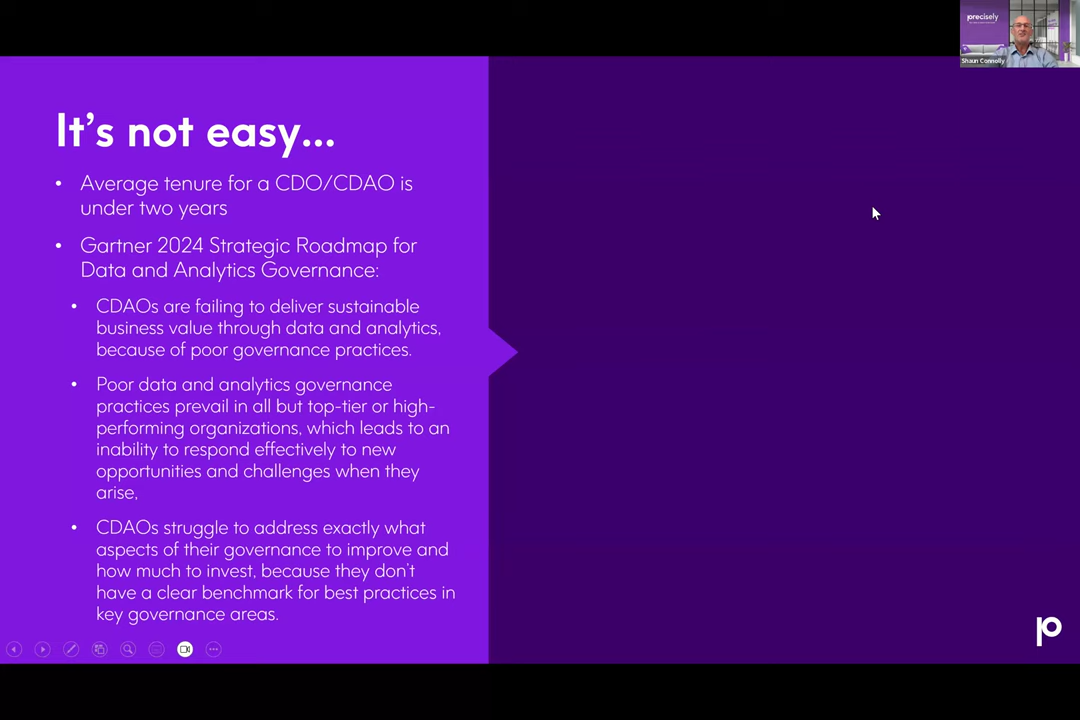 precisely
Shaun Connolly
It's not easy...
• Average tenure for a CDO/CDAO is
under two years
• Gartner 2024 Strategic Roadmap for
Data and Analytics Governance:
• CDAOs are failing to deliver sustainable
business value through data and analytics,
because of poor governance practices.
• Poor data and analytics governance
practices prevail in all but top-tier or high-
performing organizations, which leads to an
inability to respond effectively to new
opportunities and challenges when they
arise,
• CDAOs struggle to address exactly what
aspects of their governance to improve and
how much to invest, because they don't
have a clear benchmark for best practices in
key governance areas.
p